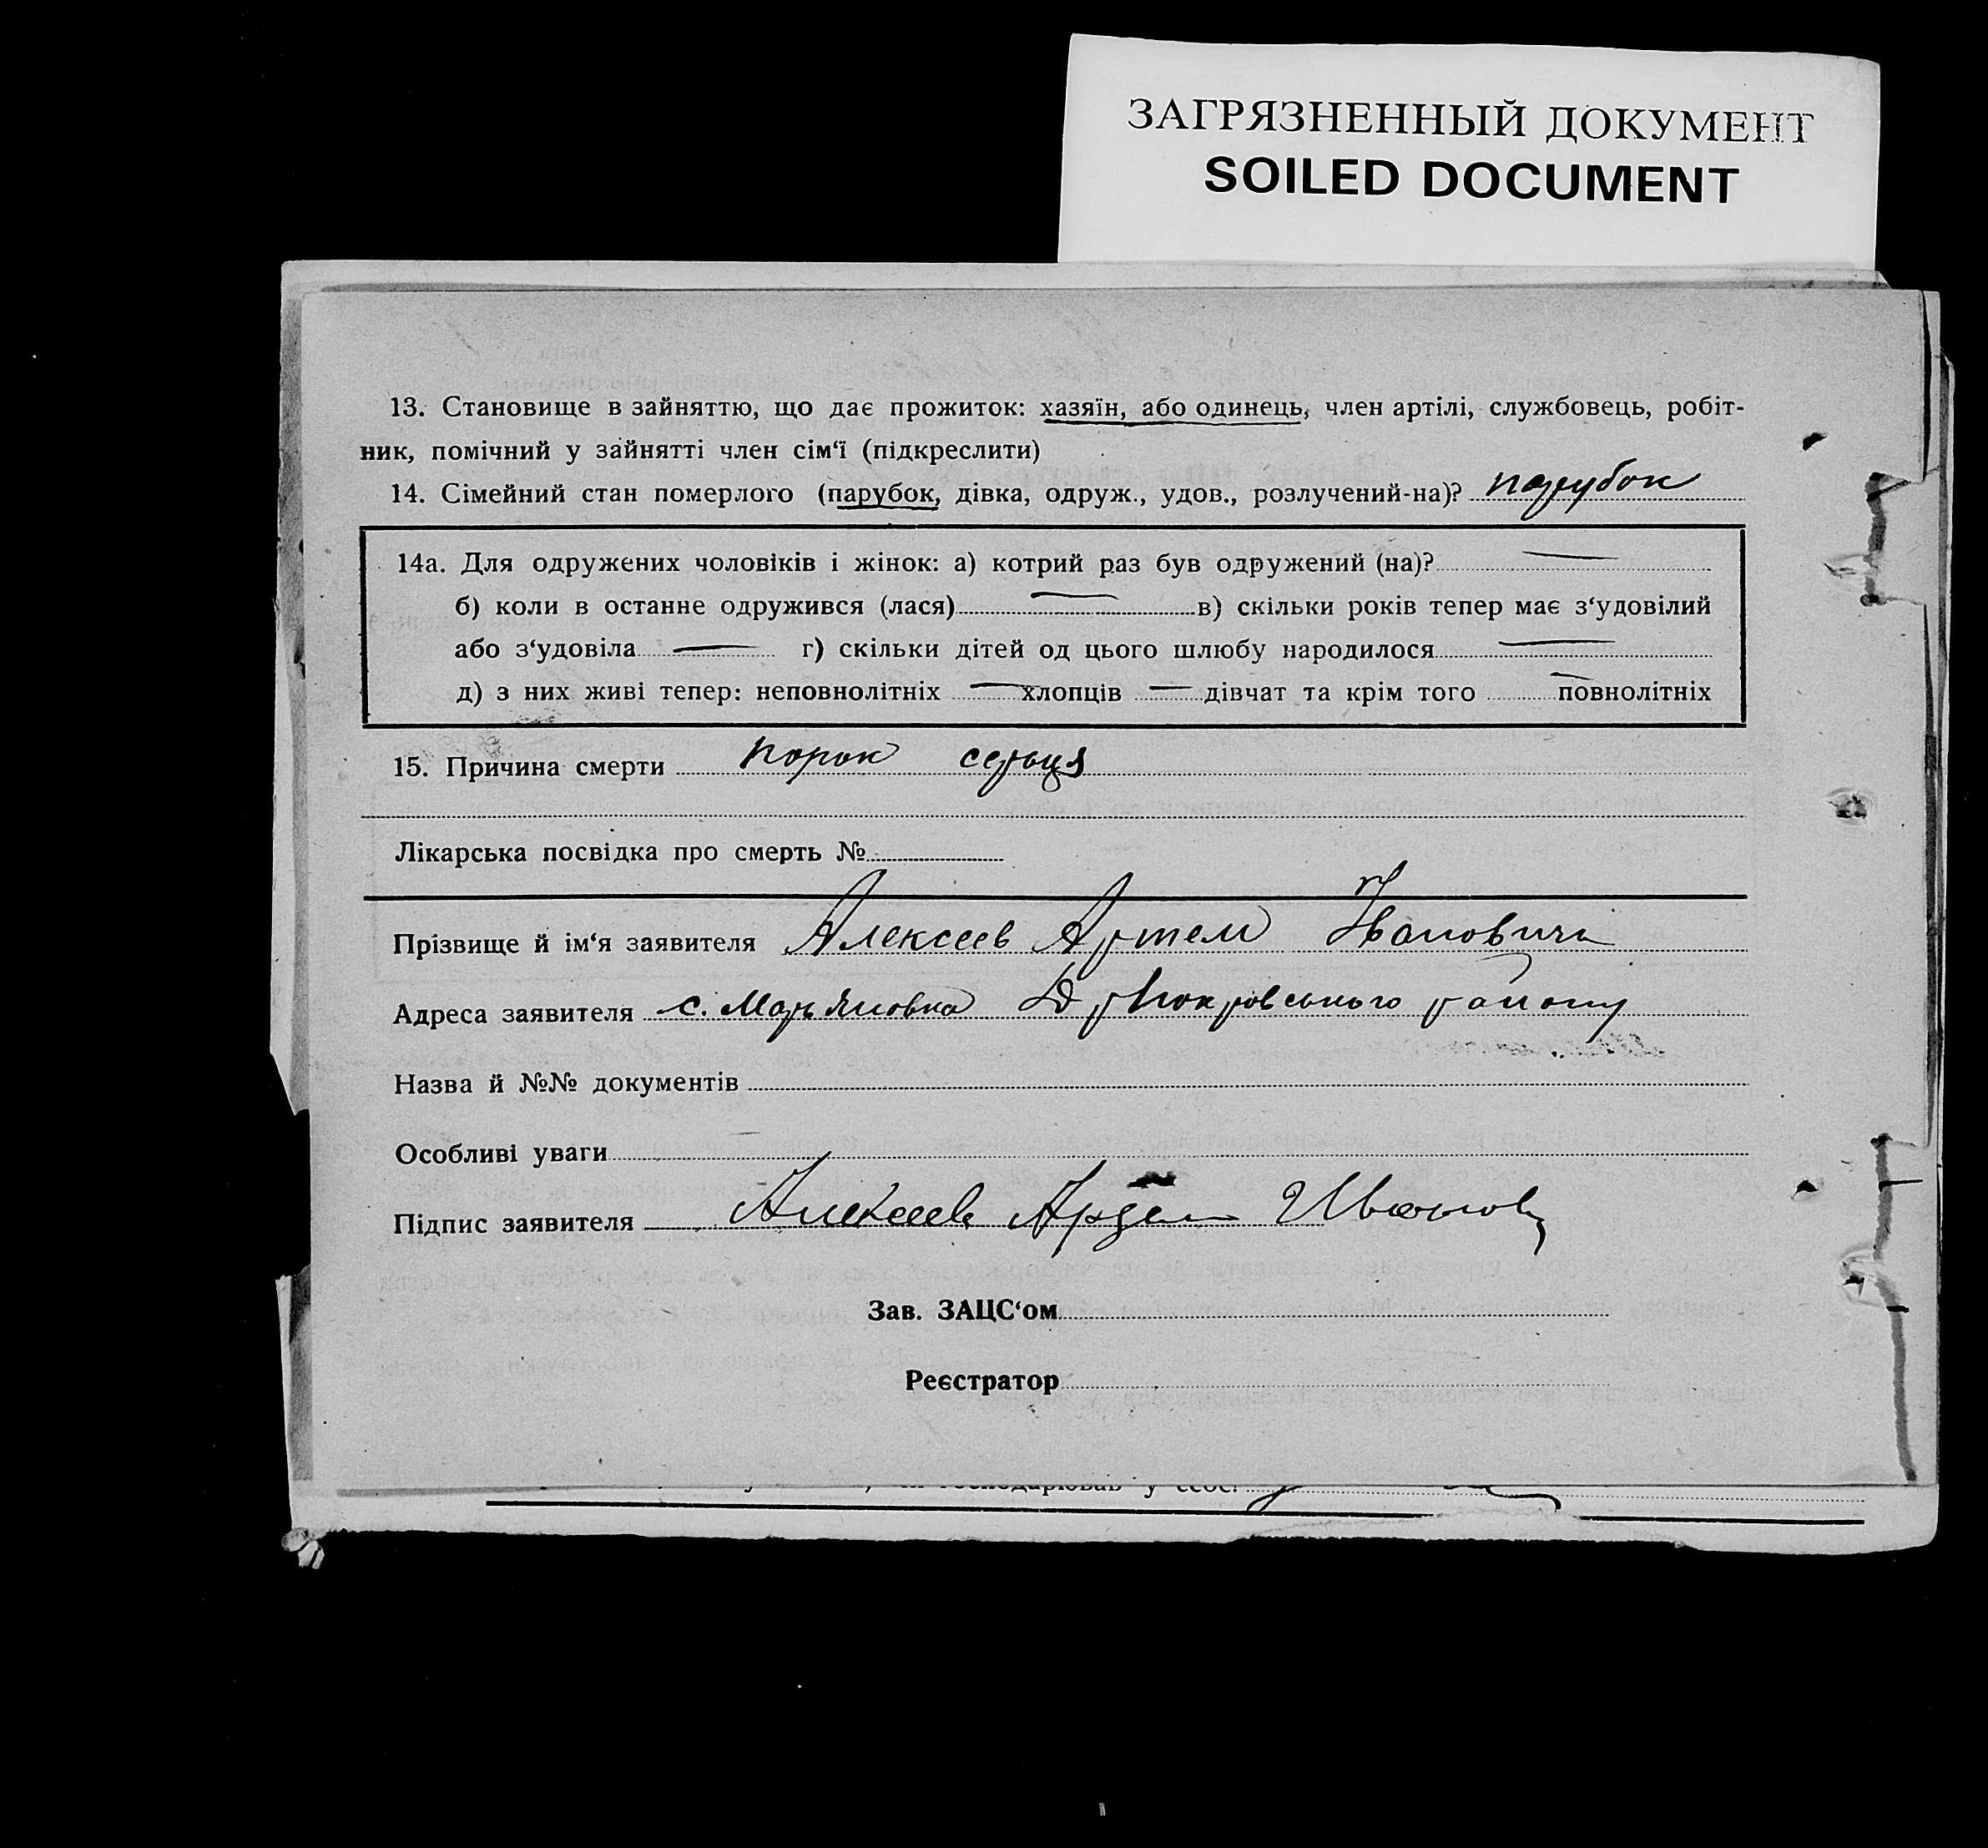 ЗАГРЯЗНЕННЫЙ ДОКУМЕНТ
SOILED DOCUMENT
13. Становище в зайняттю, що дає прожиток: хазяїн, або одинець, член артілі, службовець, робіт-
ник, помічний у зайнятті член сім‘ї (підкреслити)
14. Сімейний стан померлого (парубок, дівка, одруж., удов., розлучений-на)? парубок
14а. Для одружених чоловіків і жінок: а) котрий раз був одружений (на)? —
б) коли в останне одружився (лася) — в) скільки років тепер має з‘удовілий
або з‘удовіла — г) скільки дітей од цього шлюбу народилося —
д) з них живі тепер: неповнолітніх — хлопців — дівчат та крім того — повнолітніх
15. Причина смерти порок серьця
Лікарська посвідка про смерть №
Прізвище й ім‘я заявителя Алексеев Артем Іванович
Адреса заявителя с. Марьяновка район
Назва й №№ документів
Особливі уваги
Підпис заявителя Алексеев Артем
Зав. ЗАЦС‘ом
Реєстратор
господарював у